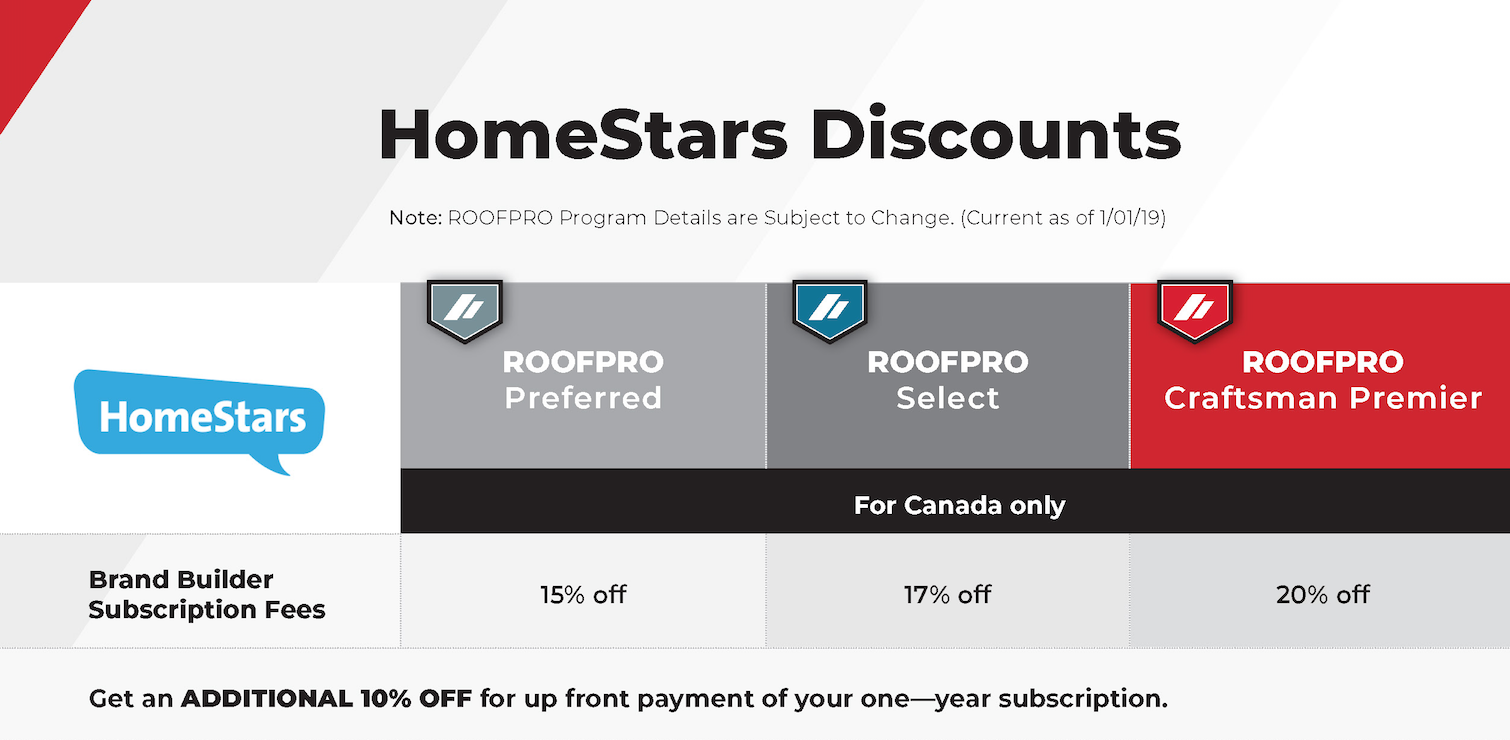 HomeStars Discounts
Note: ROOFPRO Program Details are Subject to Change. (Current as of 1/01/19)
HomeStars
ROOFPRO
Preferred
ROOFPRO
Select
ROOFPRO
Craftsman Premier
For Canada only
Brand Builder
Subscription Fees
15% off
17% off
20% off
Get an ADDITIONAL 10% OFF for up front payment of your one—year subscription.